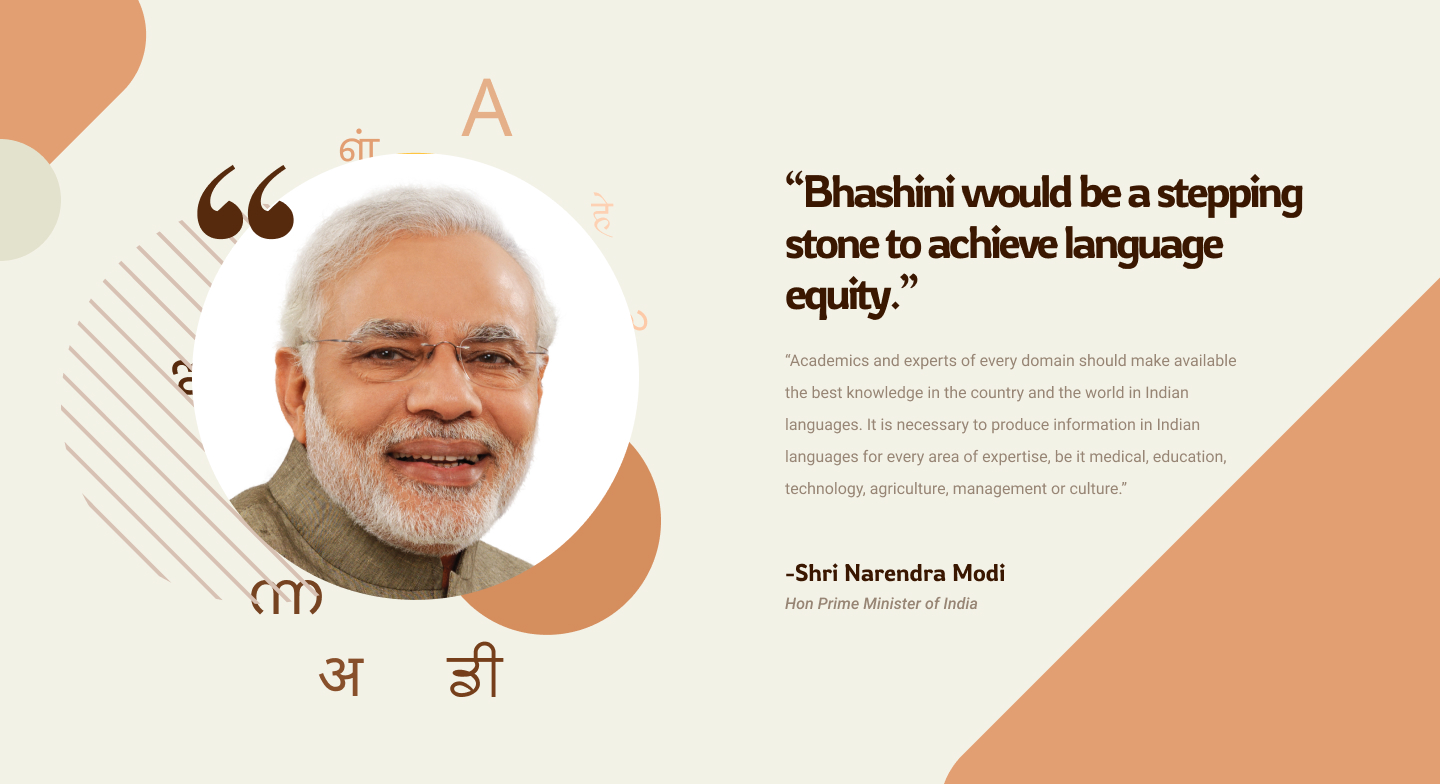 A
ள்
“
हे
“Bhashini would be a stepping
stone to achieve language
equity.”
“Academics and experts of every domain should make available
the best knowledge in the country and the world in Indian
languages. It is necessary to produce information in Indian
languages for every area of expertise, be it medical, education,
technology, agriculture, management or culture.”
-Shri Narendra Modi
Hon Prime Minister of India
ന്ന
अ
ഡീ